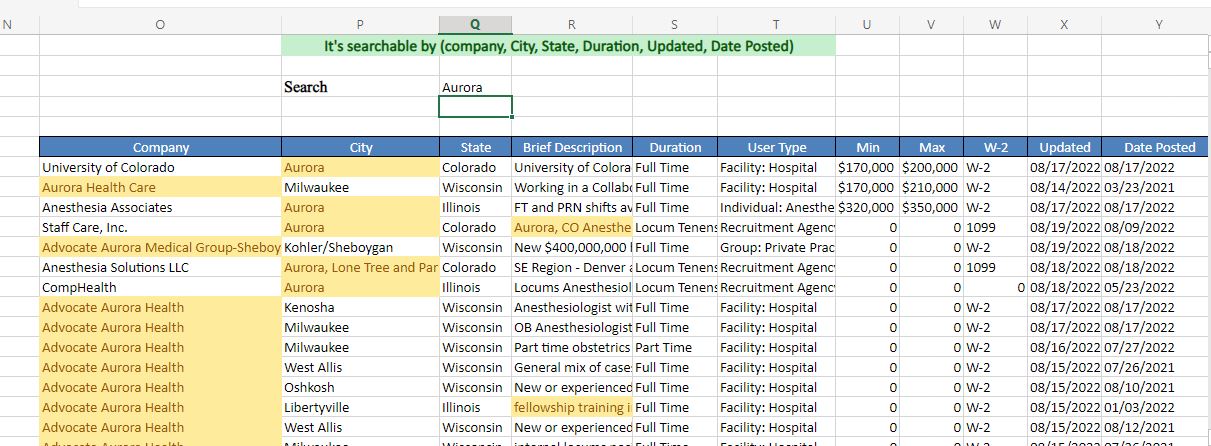 N O P Q R S T U V W X Y
It's searchable by (company, City, State, Duration, Updated, Date Posted)
Search Aurora
Company City State Brief Description Duration User Type Min Max W-2 Updated Date Posted
University of Colorado Aurora Colorado University of Colora Full Time Facility: Hospital $170,000 $200,000 W-2 08/17/2022 08/17/2022
Aurora Health Care Milwaukee Wisconsin Working in a Collabo Full Time Facility: Hospital $170,000 $210,000 W-2 08/14/2022 03/23/2021
Anesthesia Associates Aurora Illinois FT and PRN shifts av Full Time Individual: Anesthe $320,000 $350,000 W-2 08/17/2022 08/17/2022
Staff Care, Inc. Aurora Colorado Aurora, CO Anesthe Locum Tenens Recruitment Agency 0 0 1099 08/19/2022 08/09/2022
Advocate Aurora Medical Group-Sheboy Kohler/Sheboygan Wisconsin New $400,000,000 Full Time Group: Private Prac 0 0 W-2 08/19/2022 08/18/2022
Anesthesia Solutions LLC Aurora, Lone Tree and Par Colorado SE Region - Denver Locum Tenens Recruitment Agency 0 0 1099 08/18/2022 08/18/2022
CompHealth Aurora Illinois Locums Anesthesiol Locum Tenens Recruitment Agency 0 0 0 08/18/2022 05/23/2022
Advocate Aurora Health Kenosha Wisconsin Anesthesiologist wit Full Time Facility: Hospital 0 0 W-2 08/17/2022 08/17/2022
Advocate Aurora Health Milwaukee Wisconsin OB Anesthesiologist Full Time Facility: Hospital 0 0 W-2 08/17/2022 08/17/2022
Advocate Aurora Health Milwaukee Wisconsin Part time obstetrics Part Time Facility: Hospital 0 0 W-2 08/16/2022 07/27/2022
Advocate Aurora Health West Allis Wisconsin General mix of case Full Time Facility: Hospital 0 0 W-2 08/15/2022 07/26/2021
Advocate Aurora Health Oshkosh Wisconsin New or experienced Full Time Facility: Hospital 0 0 W-2 08/15/2022 08/10/2021
Advocate Aurora Health Libertyville Illinois fellowship training i Full Time Facility: Hospital 0 0 W-2 08/15/2022 01/03/2022
Advocate Aurora Health West Allis Wisconsin New or experienced Full Time Facility: Hospital 0 0 W-2 08/15/2022 08/12/2021